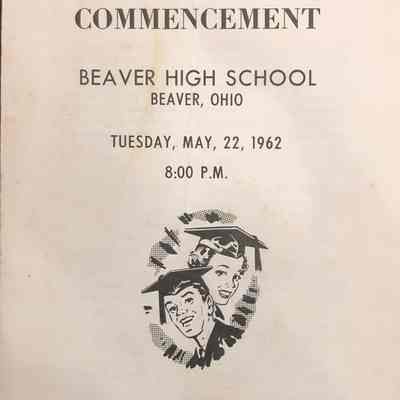 COMMENCEMENT
BEAVER HIGH SCHOOL
BEAVER, OHIO
TUESDAY, MAY, 22, 1962
8:00 P.M.